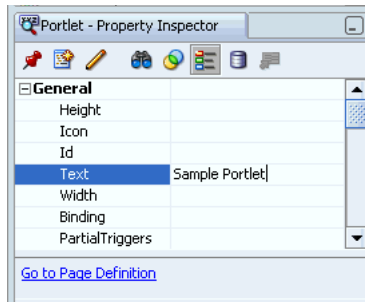 Portlet - Property Inspector
General
Height
Icon
Id
Text Sample Portlet
Width
Binding
PartialTriggers
Go to Page Definition